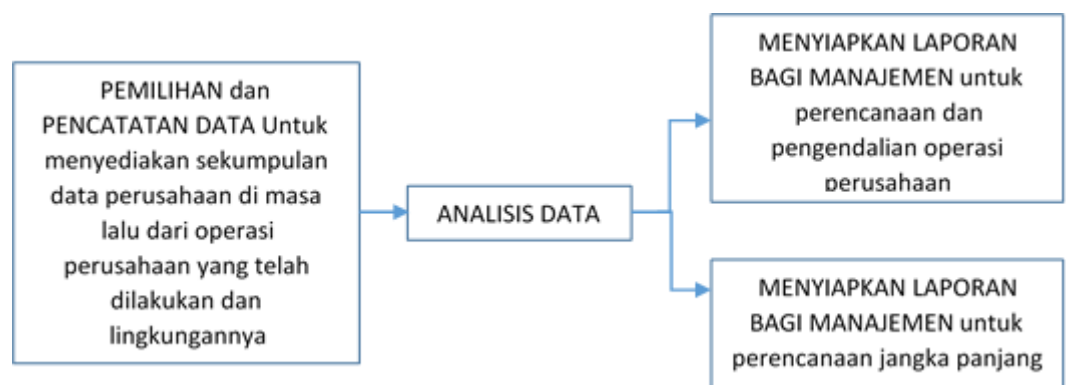 PEMILIHAN dan
PENCATATAN DATA Untuk
menyediakan sekumpulan
data perusahaan di masa
lalu dari operasi
perusahaan yang telah
dilakukan dan
lingkungannya
ANALISIS DATA
MENYIAPKAN LAPORAN
BAGI MANAJEMEN untuk
perencanaan dan
pengendalian operasi
perusahaan
MENYIAPKAN LAPORAN
BAGI MANAJEMEN untuk
perencanaan jangka panjang